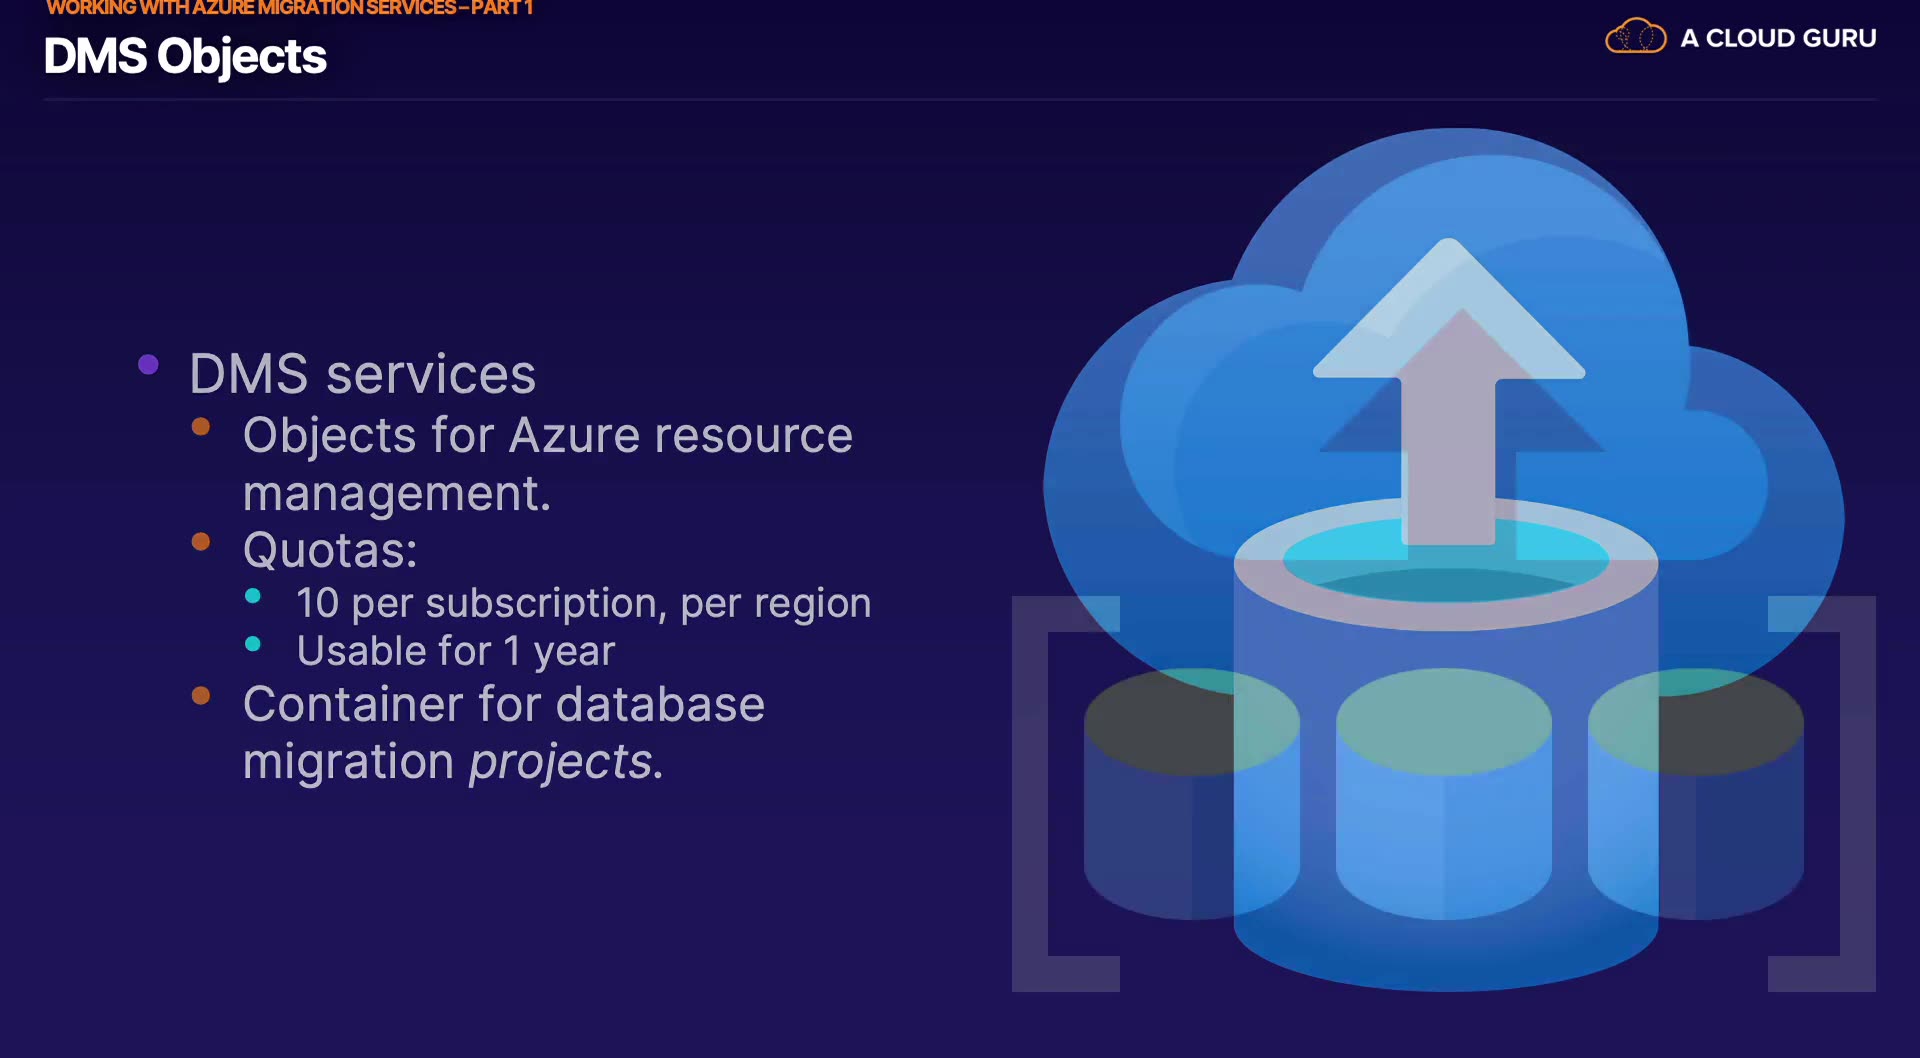 WORKING WITH AZURE MIGRATION SERVICES – PART 1
DMS Objects
A CLOUD GURU
DMS services
Objects for Azure resource
management.
Quotas:
10 per subscription, per region
Usable for 1 year
Container for database
migration projects.